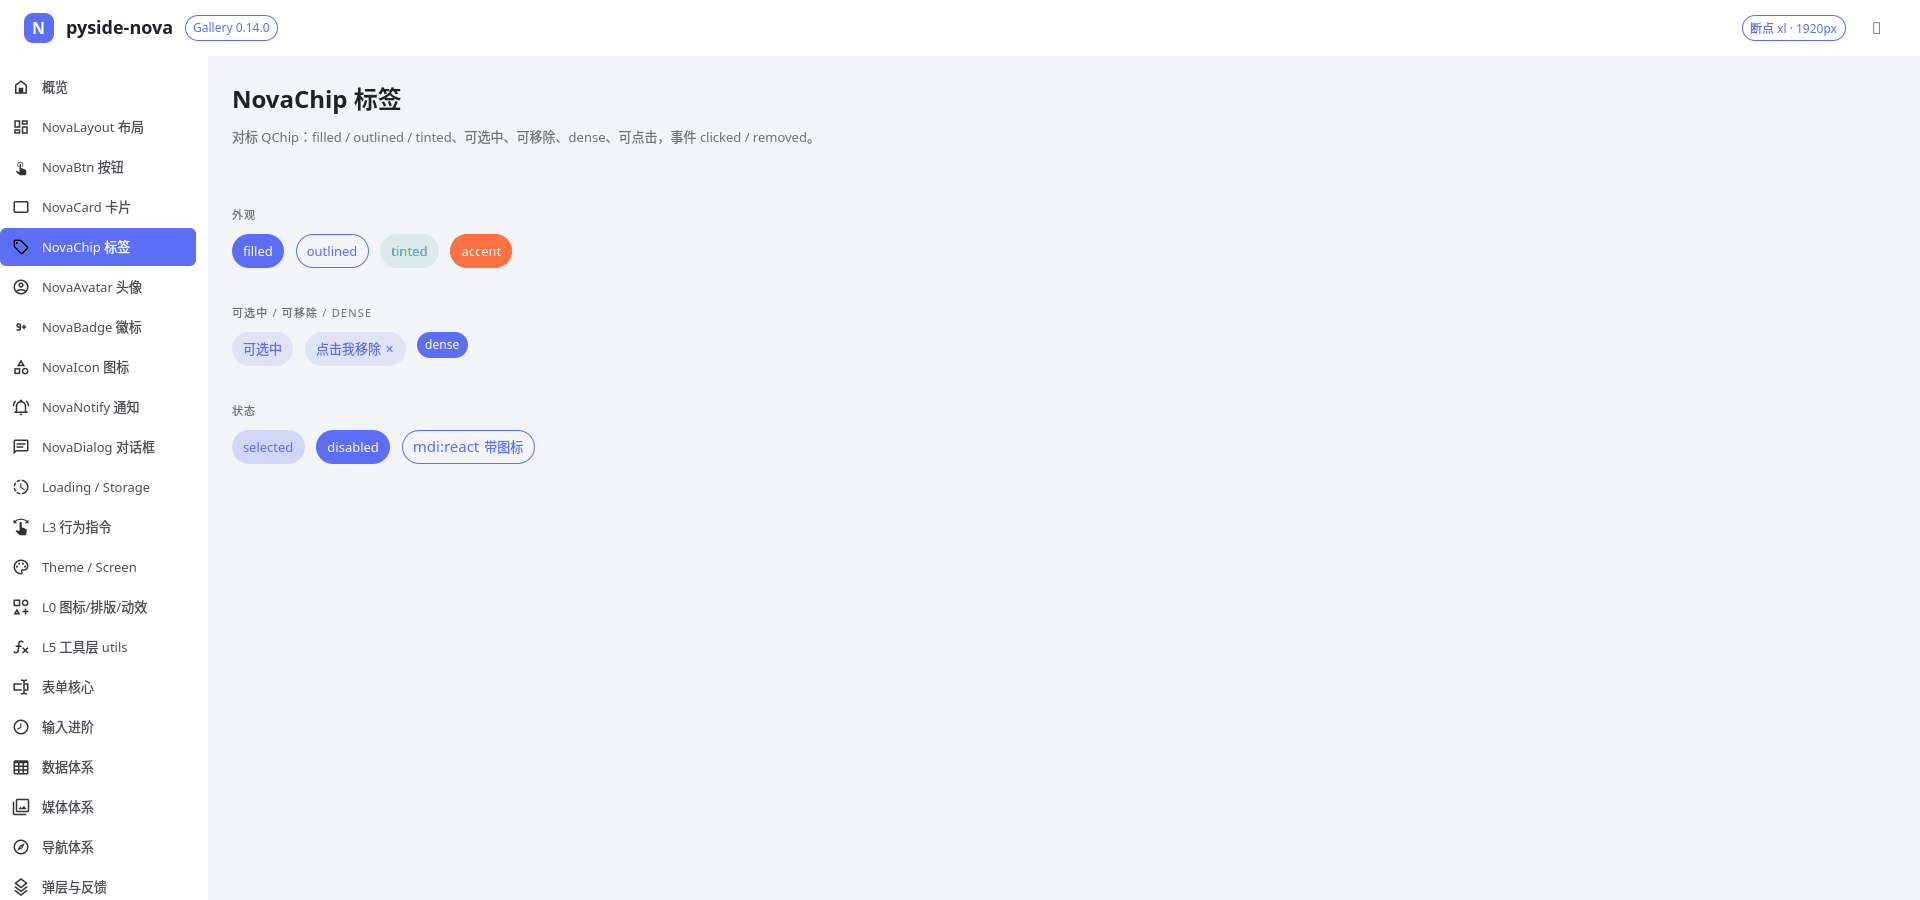 N pyside-nova Gallery 0.14.0 断点 xl · 1920px
概览
NovaLayout 布局
NovaBtn 按钮
NovaCard 卡片
NovaChip 标签
NovaAvatar 头像
9+ NovaBadge 徽标
NovaIcon 图标
NovaNotify 通知
NovaDialog 对话框
Loading / Storage
L3 行为指令
Theme / Screen
L0 图标/排版/动效
L5 工具层 utils
表单核心
输入进阶
数据体系
媒体体系
导航体系
弹层与反馈
NovaChip 标签
对标 QChip：filled / outlined / tinted、可选中、可移除、dense、可点击，事件 clicked / removed。
外观
filled outlined tinted accent
可选中 / 可移除 / DENSE
可选中 点击我移除 × dense
状态
selected disabled mdi:react 带图标